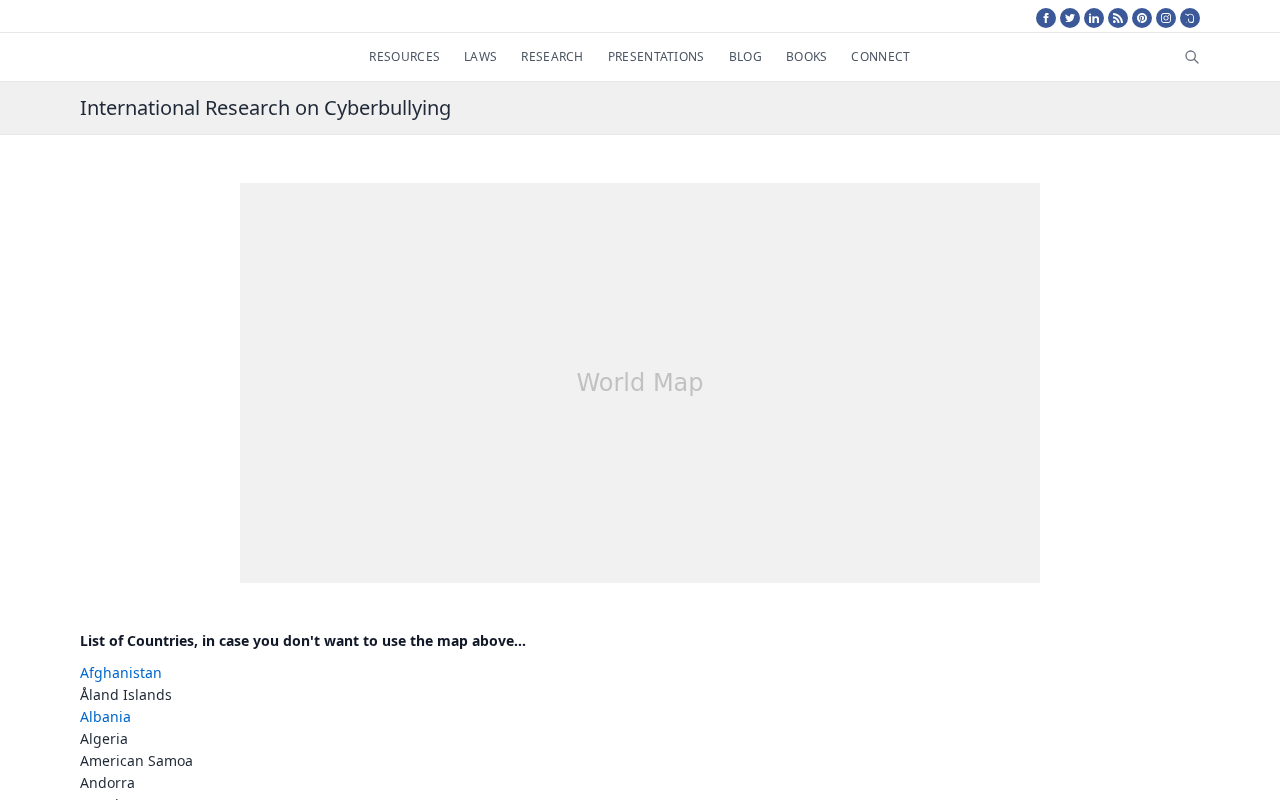 RESOURCES LAWS RESEARCH PRESENTATIONS BLOG BOOKS CONNECT
International Research on Cyberbullying
World Map
List of Countries, in case you don't want to use the map above...
Afghanistan
Åland Islands
Albania
Algeria
American Samoa
Andorra